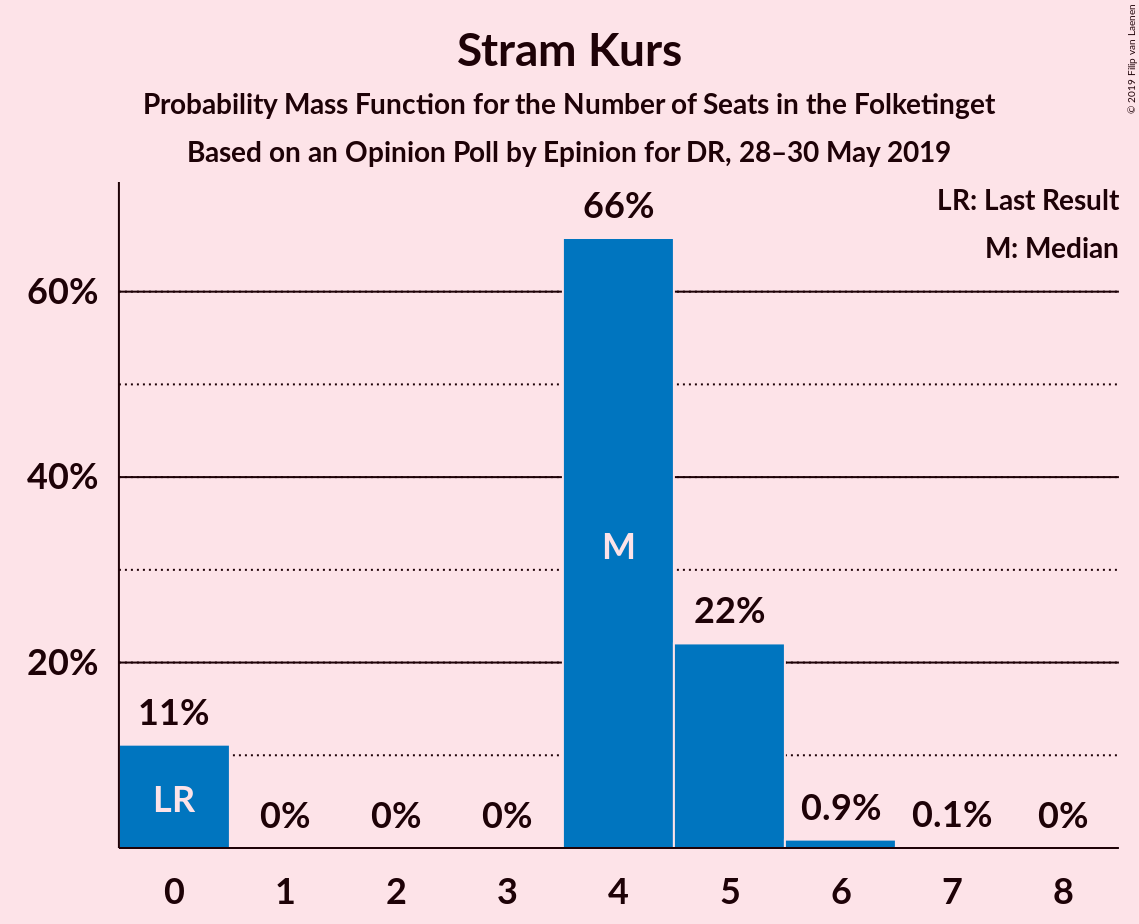 Stram Kurs
Probability Mass Function for the Number of Seats in the Folketinget
Based on an Opinion Poll by Epinion for DR, 28–30 May 2019
© 2019 Filip van Laenen
LR: Last Result
M: Median
66%
60%
40%
M
22%
20%
11%
LR
0%
0%
0%
0.9%
0.1%
0%
0 1 2 3 4 5 6 7 8